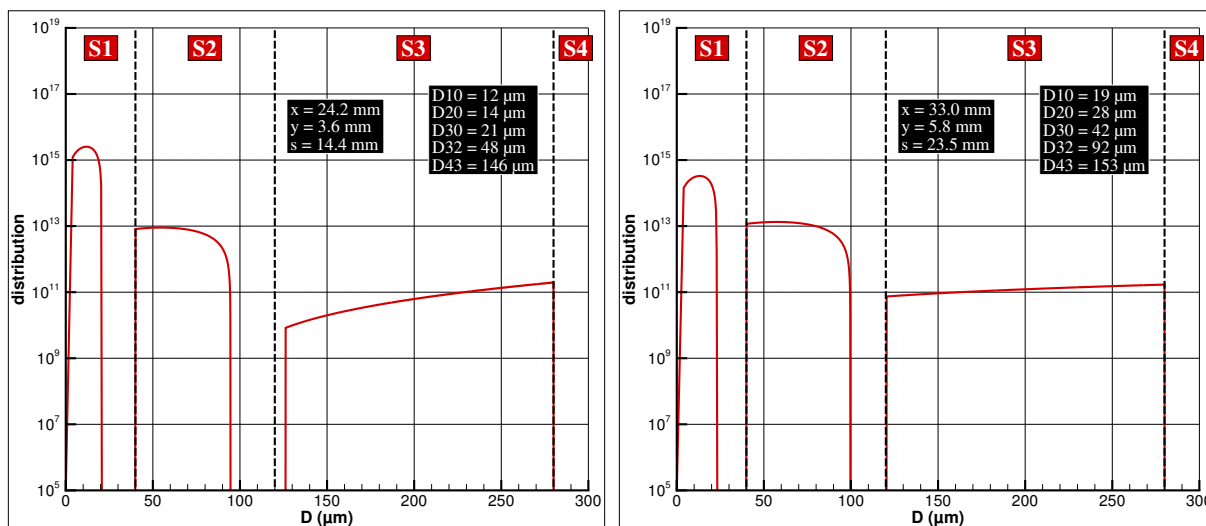 S1 S2 S3 S4
10^19
10^17
10^15
10^13
10^11
10^9
10^7
10^5
distribution
x = 24.2 mm
y = 3.6 mm
s = 14.4 mm
D10 = 12 µm
D20 = 14 µm
D30 = 21 µm
D32 = 48 µm
D43 = 146 µm
0 50 100 150 200 250 300
D (µm)
S1 S2 S3 S4
10^19
10^17
10^15
10^13
10^11
10^9
10^7
10^5
distribution
x = 33.0 mm
y = 5.8 mm
s = 23.5 mm
D10 = 19 µm
D20 = 28 µm
D30 = 42 µm
D32 = 92 µm
D43 = 153 µm
0 50 100 150 200 250 300
D (µm)